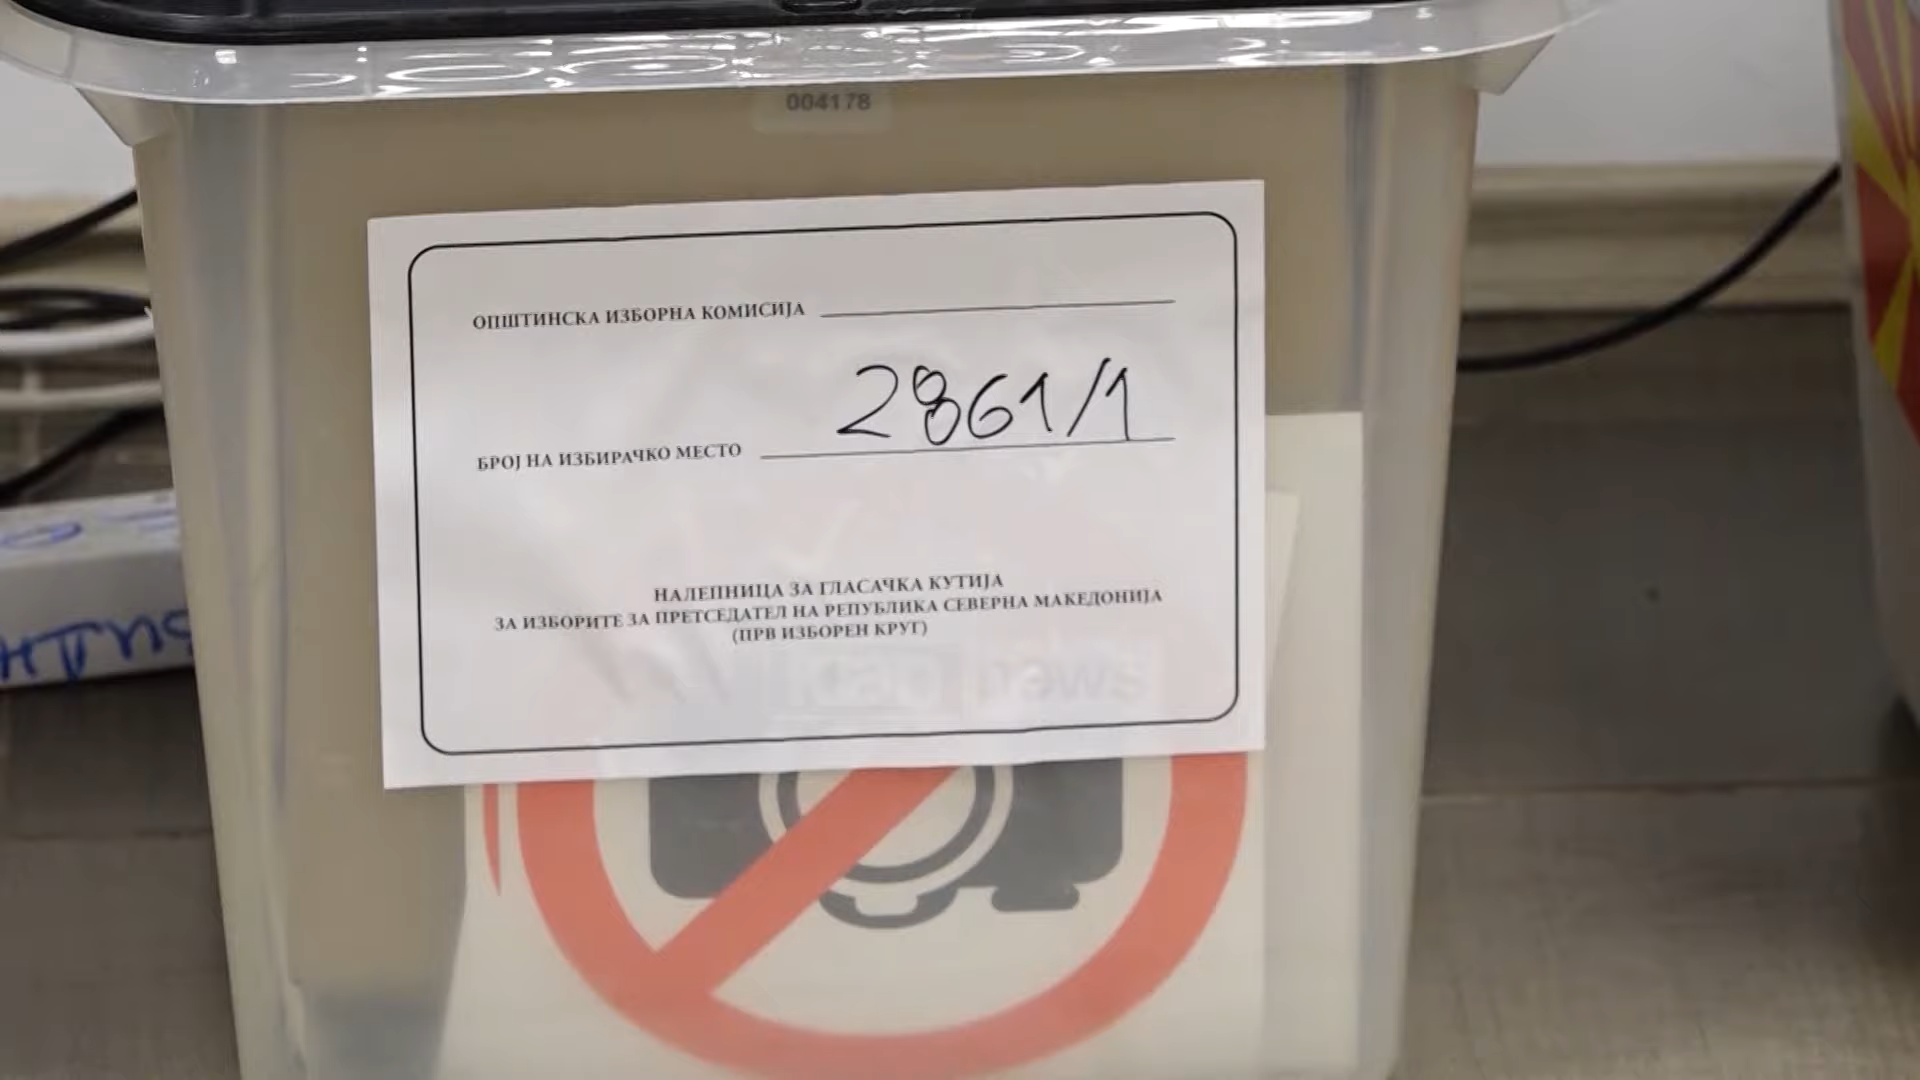 004178
ОПШТИНСКА ИЗБОРНА КОМИСИЈА
2861/1
БРОЈ НА ИЗБИРАЧКО МЕСТО
НАЛЕПНИЦА ЗА ГЛАСАЧКА КУТИЈА
ЗА ИЗБОРИТЕ ЗА ПРЕТСЕДАТЕЛ НА РЕПУБЛИКА СЕВЕРНА МАКЕДОНИЈА
(ПРВ ИЗБОРЕН КРУГ)
news